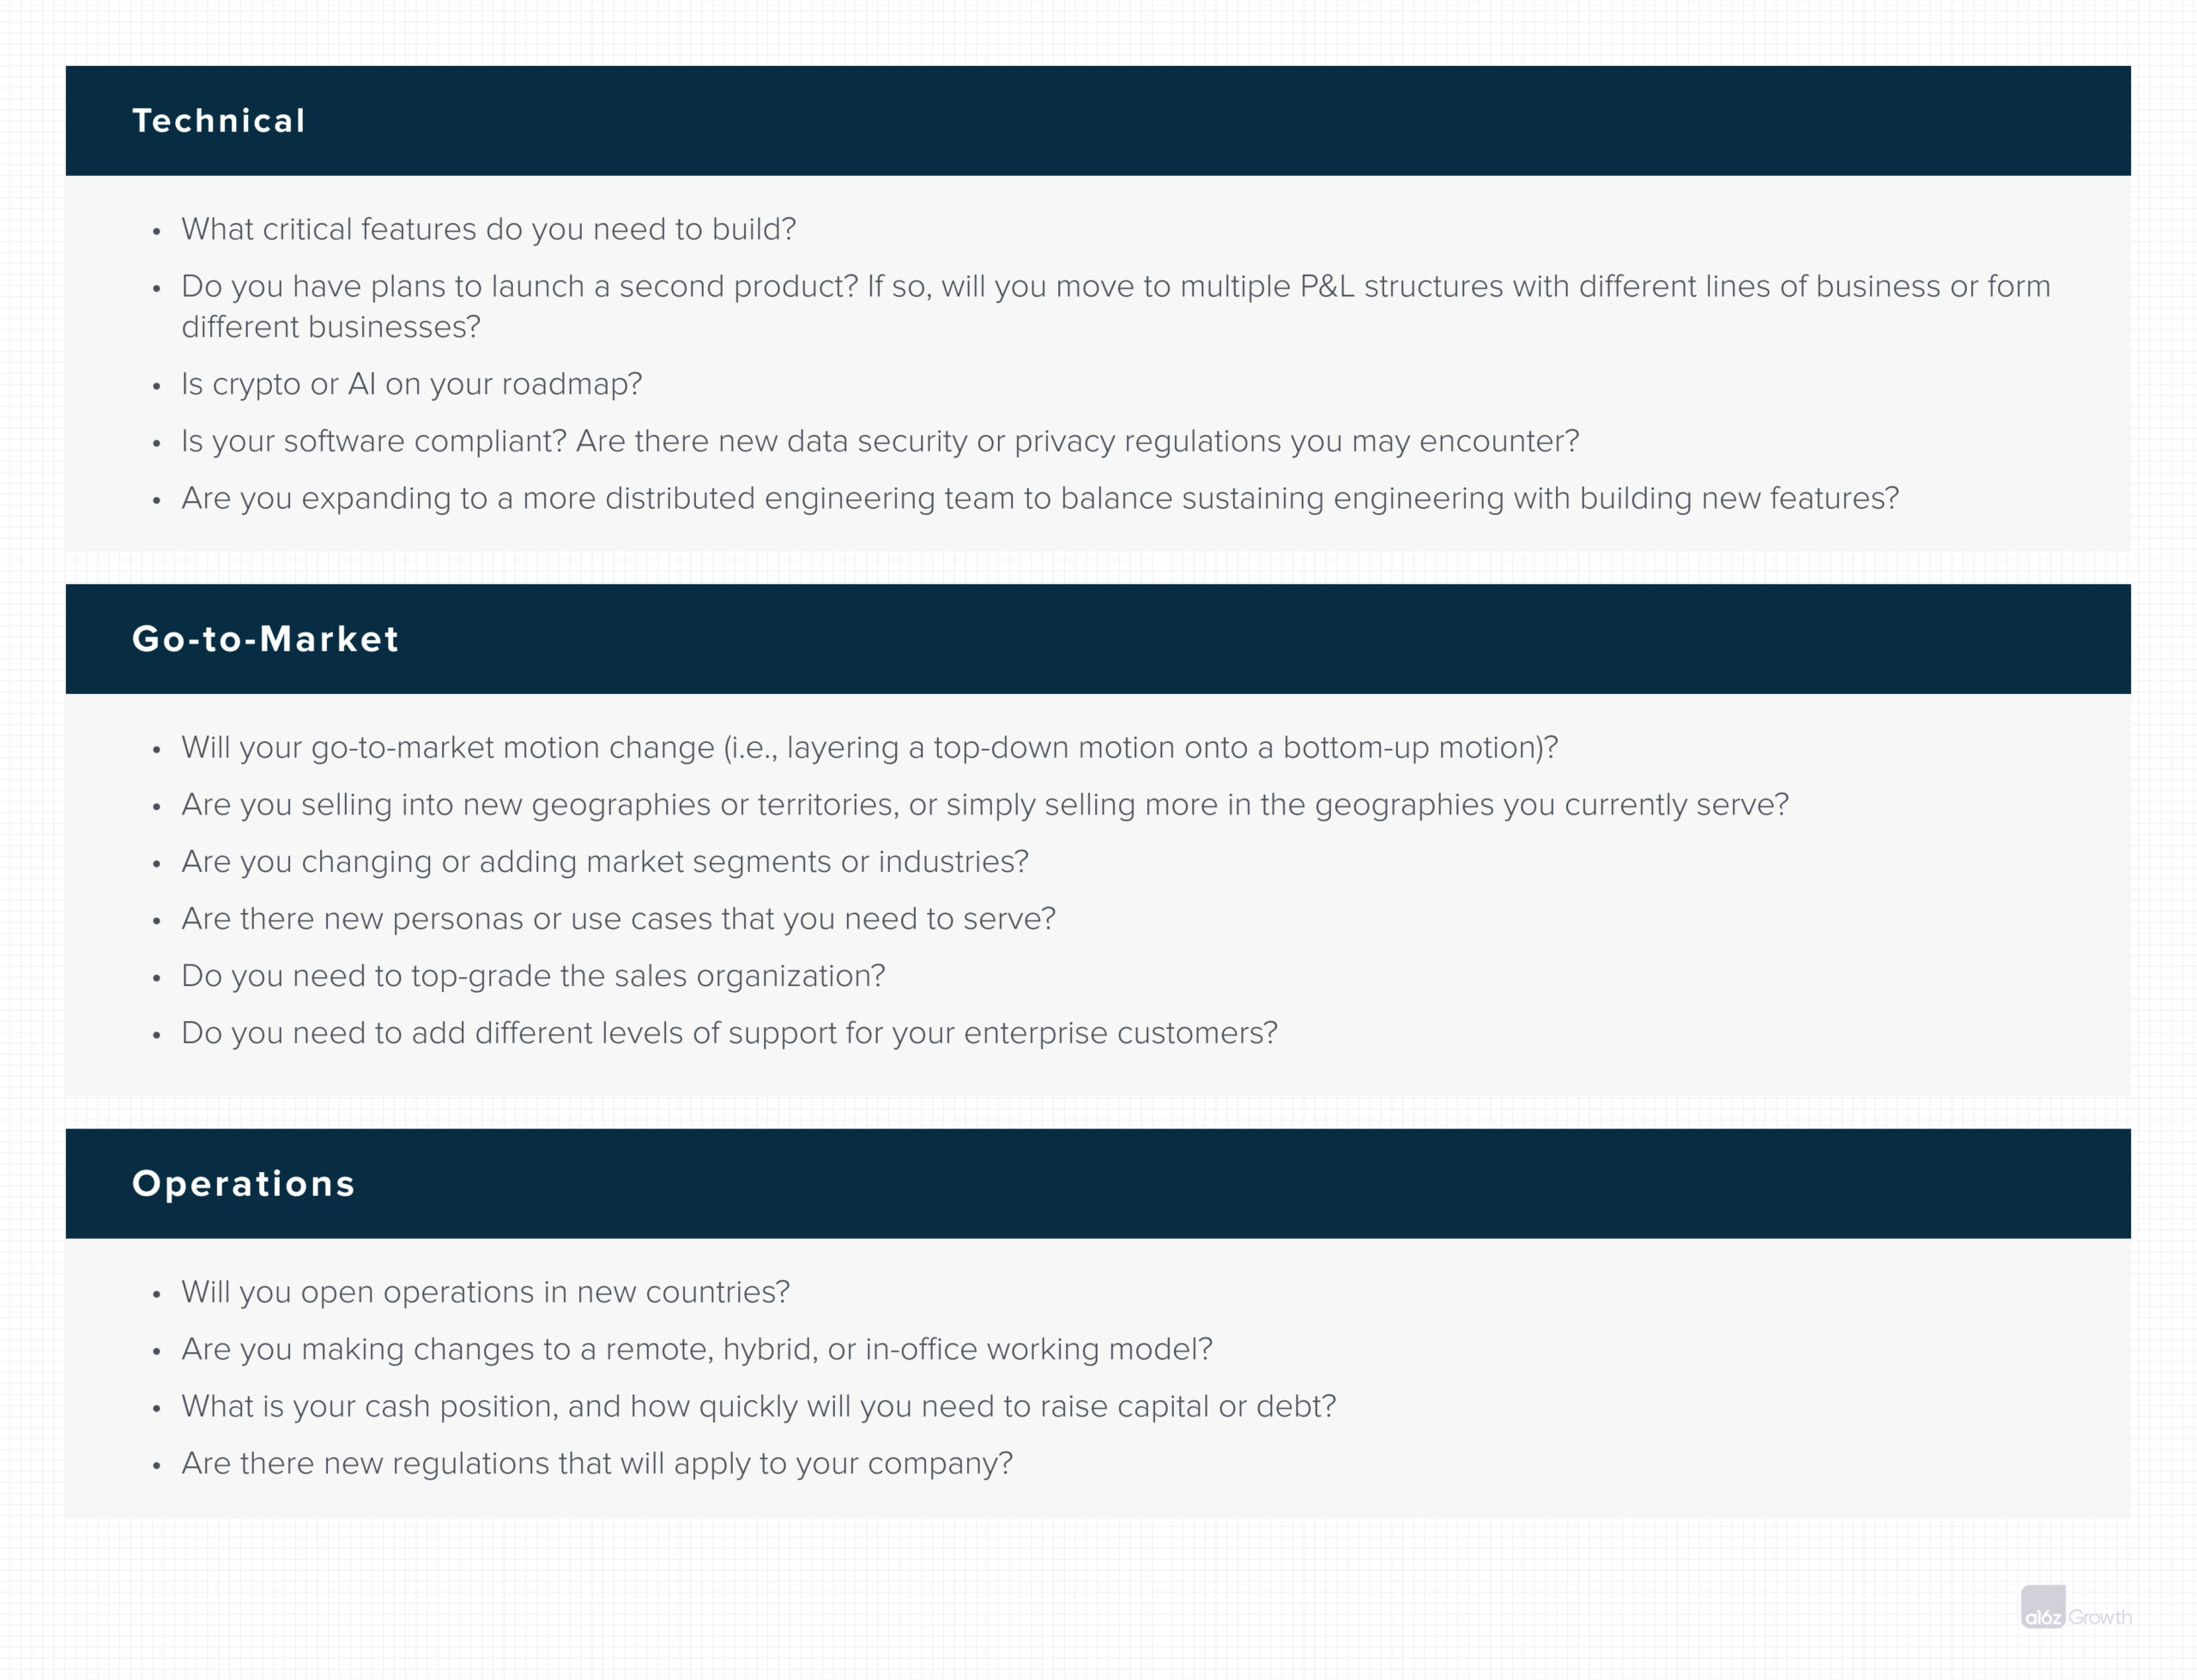 Technical
• What critical features do you need to build?
• Do you have plans to launch a second product? If so, will you move to multiple P&L structures with different lines of business or form
different businesses?
• Is crypto or AI on your roadmap?
• Is your software compliant? Are there new data security or privacy regulations you may encounter?
• Are you expanding to a more distributed engineering team to balance sustaining engineering with building new features?
Go-to-Market
• Will your go-to-market motion change (i.e., layering a top-down motion onto a bottom-up motion)?
• Are you selling into new geographies or territories, or simply selling more in the geographies you currently serve?
• Are you changing or adding market segments or industries?
• Are there new personas or use cases that you need to serve?
• Do you need to top-grade the sales organization?
• Do you need to add different levels of support for your enterprise customers?
Operations
• Will you open operations in new countries?
• Are you making changes to a remote, hybrid, or in-office working model?
• What is your cash position, and how quickly will you need to raise capital or debt?
• Are there new regulations that will apply to your company?
a16z Growth